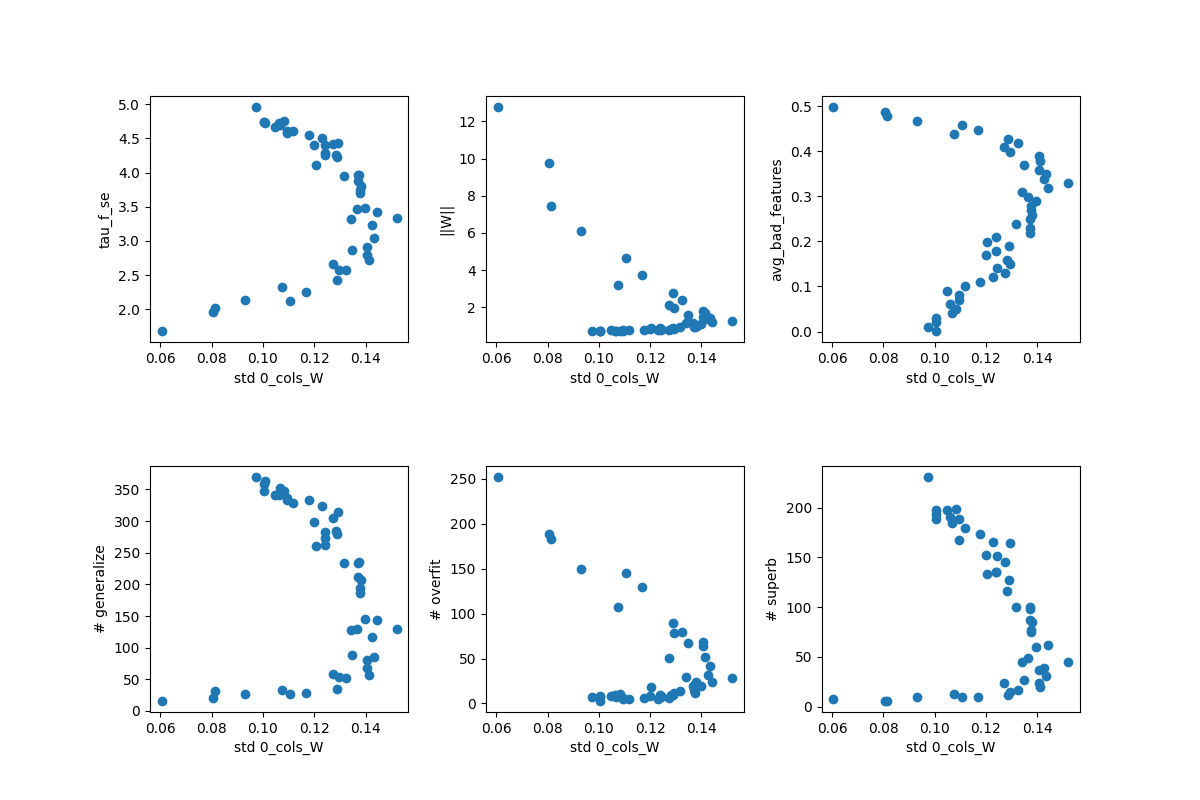 5.0
4.5
4.0
3.5
3.0
2.5
2.0
tau_f_se
0.06 0.08 0.10 0.12 0.14
std 0_cols_W
12
10
8
6
4
2
||W||
0.06 0.08 0.10 0.12 0.14
std 0_cols_W
0.5
0.4
0.3
0.2
0.1
0.0
avg_bad_features
0.06 0.08 0.10 0.12 0.14
std 0_cols_W
350
300
250
200
150
100
50
0
# generalize
0.06 0.08 0.10 0.12 0.14
std 0_cols_W
250
200
150
100
50
0
# overfit
0.06 0.08 0.10 0.12 0.14
std 0_cols_W
200
150
100
50
0
# superb
0.06 0.08 0.10 0.12 0.14
std 0_cols_W